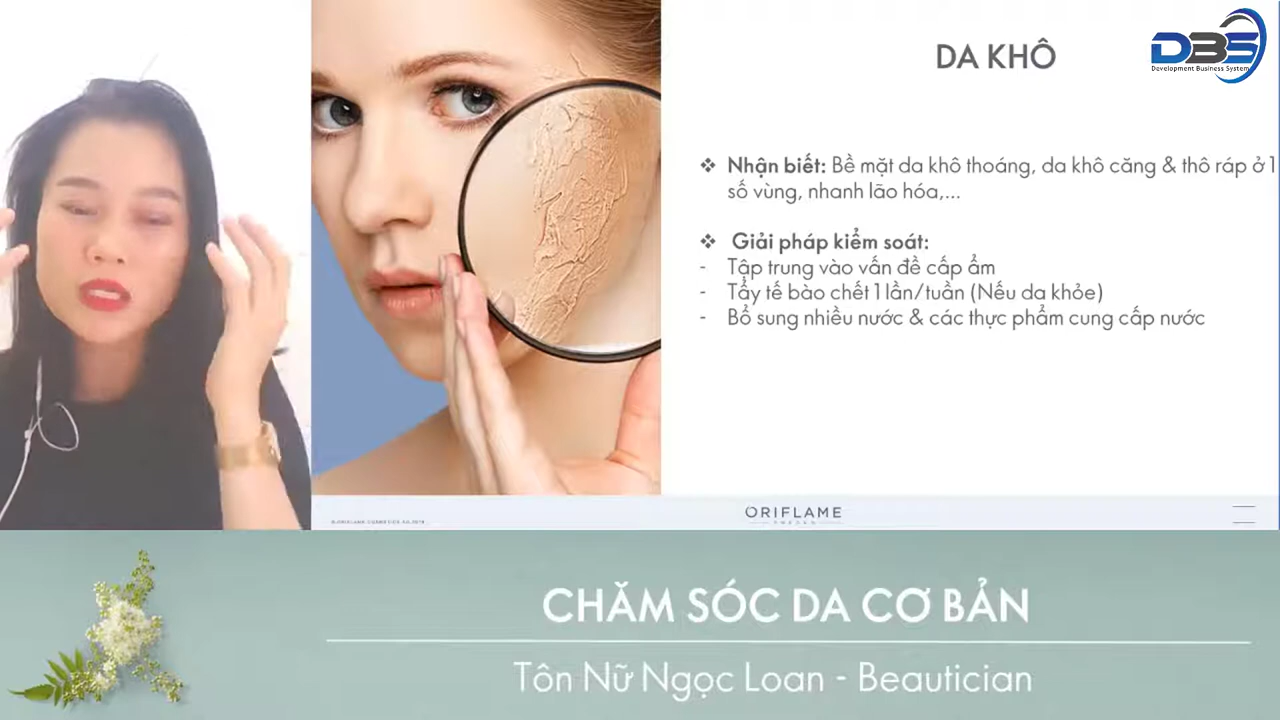 DA KHÔ
DBS
Development Business System
❖ Nhận biết: Bề mặt da khô thoáng, da khô căng & thô ráp ở 1
số vùng, nhanh lão hóa,...
❖ Giải pháp kiểm soát:
- Tập trung vào vấn đề cấp ẩm
- Tẩy tế bào chết 1 lần/tuần (Nếu da khỏe)
- Bổ sung nhiều nước & các thực phẩm cung cấp nước
ORIFLAME
SWEDEN
CHĂM SÓC DA CƠ BẢN
Tôn Nữ Ngọc Loan - Beautician